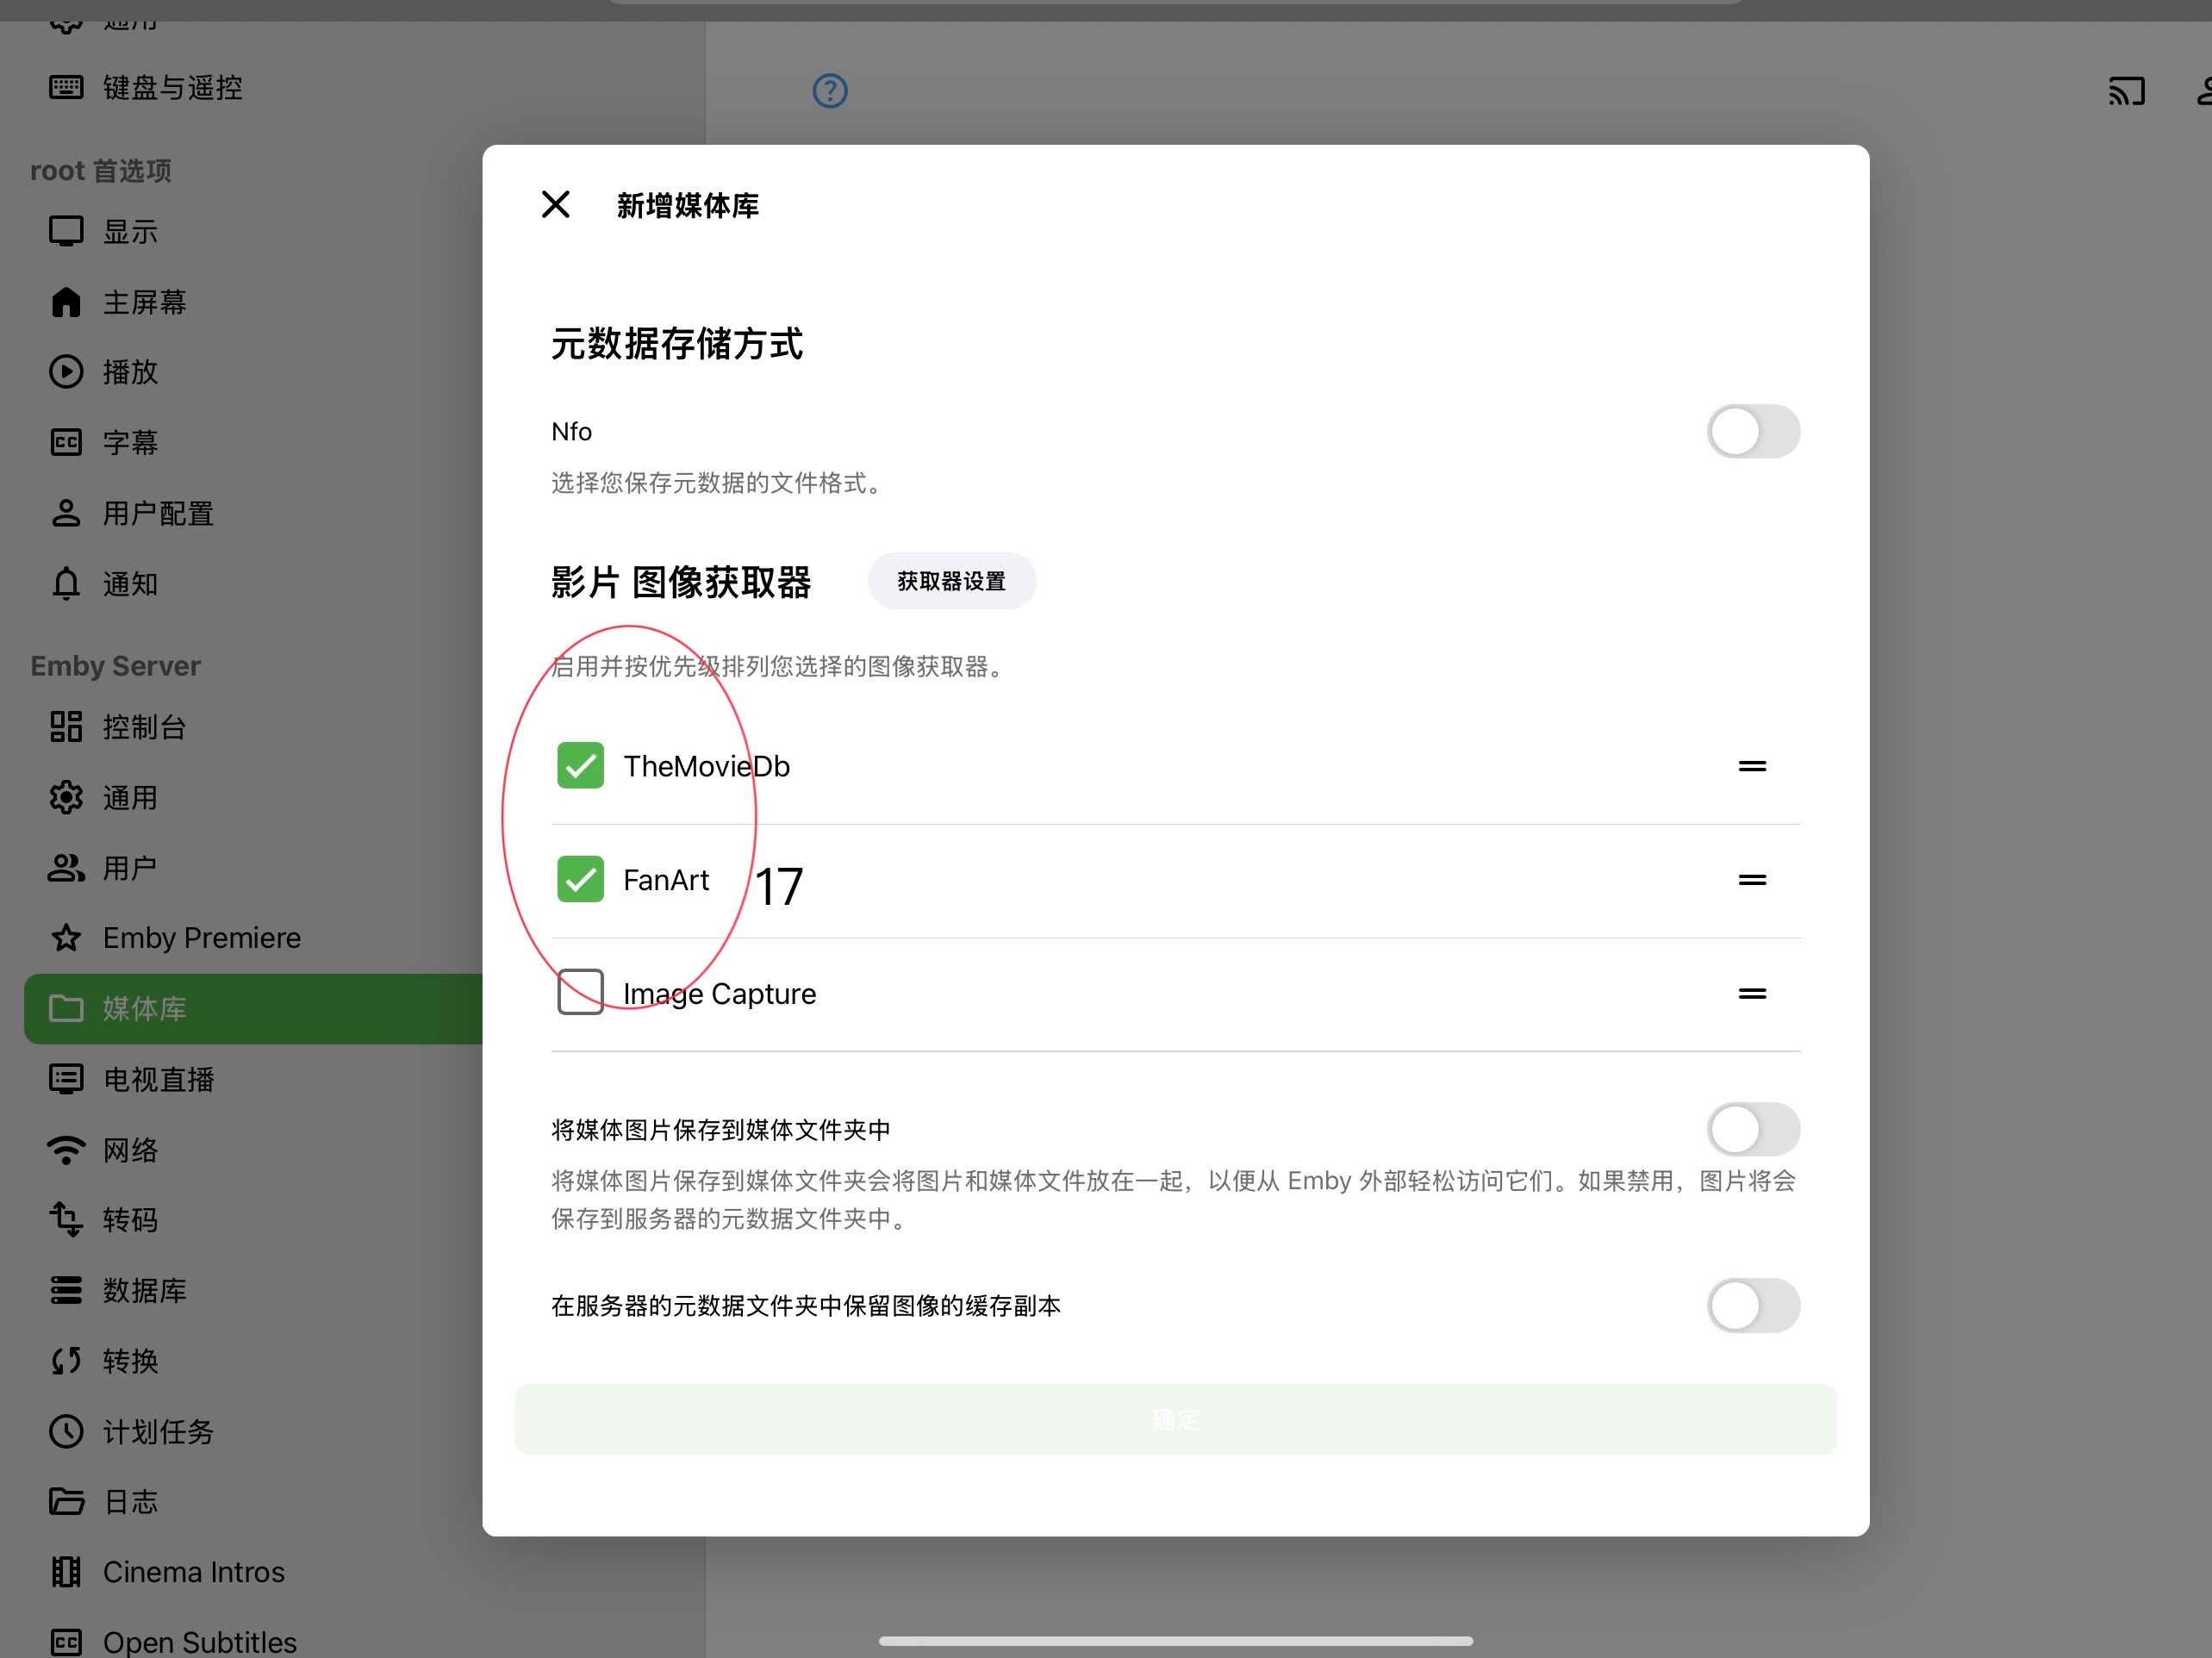 通用
键盘与遥控
root 首选项
显示
主屏幕
播放
字幕
用户配置
通知
Emby Server
控制台
通用
用户
Emby Premiere
媒体库
电视直播
网络
转码
数据库
转换
计划任务
日志
Cinema Intros
Open Subtitles
新增媒体库
元数据存储方式
Nfo
选择您保存元数据的文件格式。
影片 图像获取器
获取器设置
启用并按优先级排列您选择的图像获取器。
TheMovieDb
FanArt
17
Image Capture
将媒体图片保存到媒体文件夹中
将媒体图片保存到媒体文件夹会将图片和媒体文件放在一起，以便从 Emby 外部轻松访问它们。如果禁用，图片将会
保存到服务器的元数据文件夹中。
在服务器的元数据文件夹中保留图像的缓存副本
确定